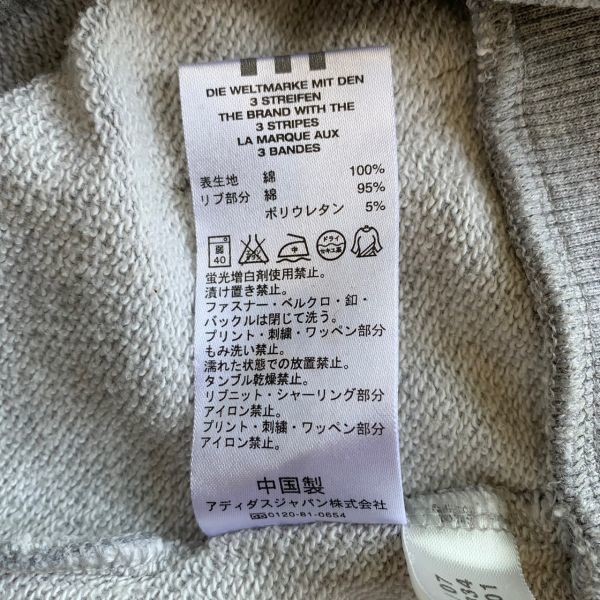 DIE WELTMARKE MIT DEN
3 STREIFEN
THE BRAND WITH THE
3 STRIPES
LA MARQUE AUX
3 BANDES
表生地 綿 100%
リブ部分 綿 95%
ポリウレタン 5%
弱
40
ドライ
セキユ系
蛍光増白剤使用禁止。
漬け置き禁止。
ファスナー・ベルクロ・釦・
バックルは閉じて洗う。
プリント・刺繍・ワッペン部分
もみ洗い禁止。
濡れた状態での放置禁止。
タンブル乾燥禁止。
リブニット・シャーリング部分
アイロン禁止。
プリント・刺繍・ワッペン部分
アイロン禁止。
中国製
アディダスジャパン株式会社
0120-81-0654